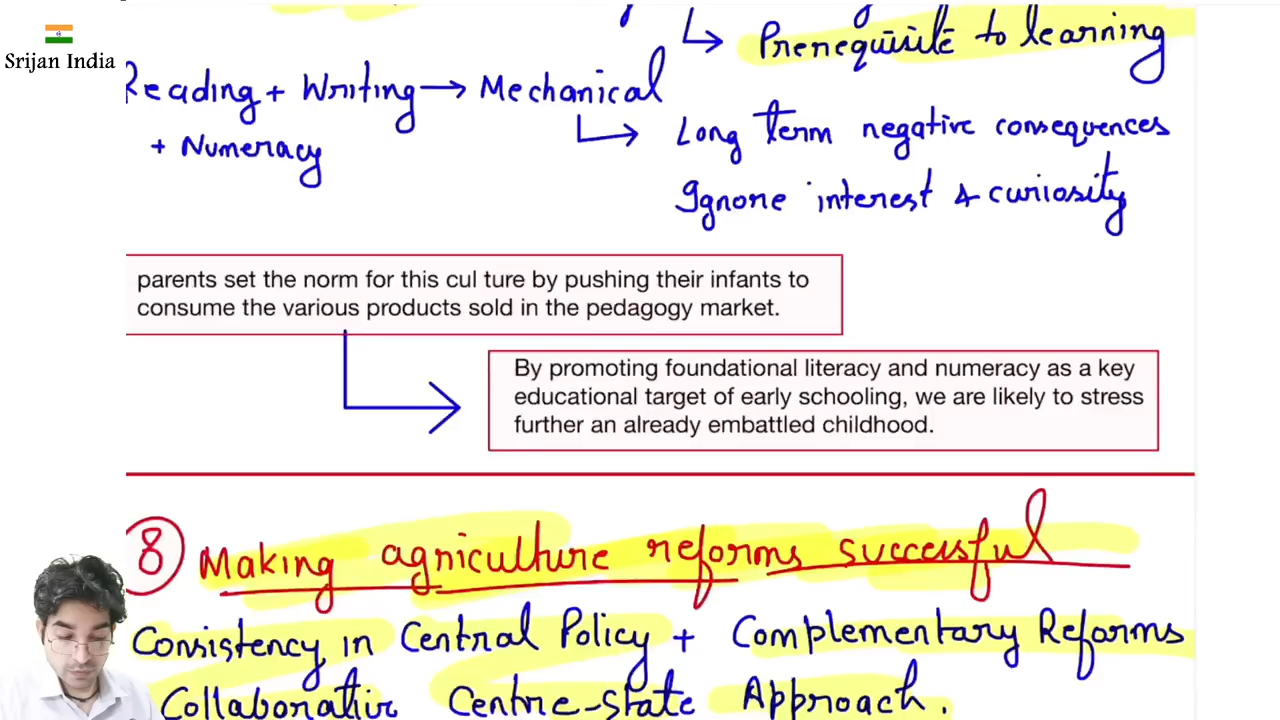 Srijan India
Prerequisite to learning
Reading + Writing → Mechanical
+ Numeracy
Long term negative consequences
Ignore interest & curiosity
parents set the norm for this cul ture by pushing their infants to
consume the various products sold in the pedagogy market.
By promoting foundational literacy and numeracy as a key
educational target of early schooling, we are likely to stress
further an already embattled childhood.
8 Making agriculture reforms successful
Consistency in Central Policy + Complementary Reforms
Collaborative Centre-state Approach.